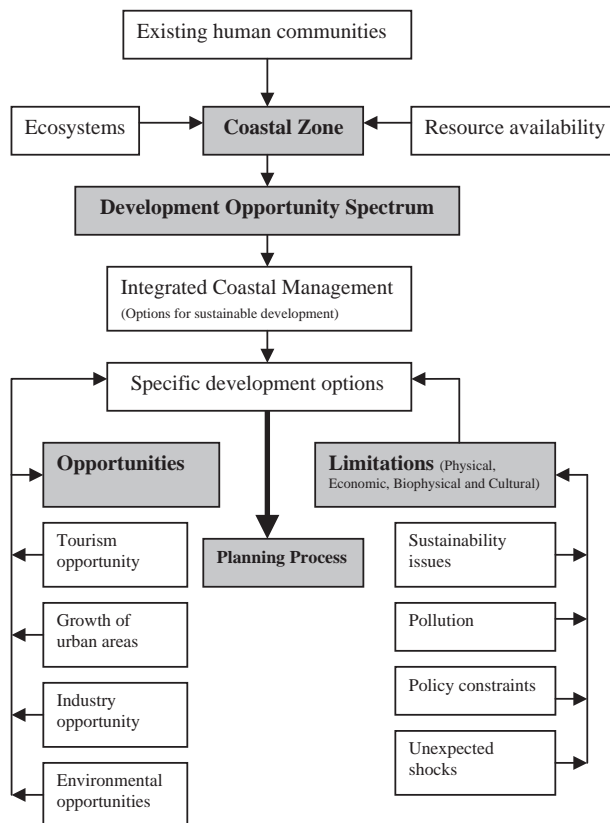 Existing human communities
Ecosystems
Coastal Zone
Resource availability
Development Opportunity Spectrum
Integrated Coastal Management
(Options for sustainable development)
Specific development options
Opportunities
Limitations (Physical,
Economic, Biophysical and Cultural)
Planning Process
Tourism
opportunity
Growth of
urban areas
Industry
opportunity
Environmental
opportunities
Sustainability
issues
Pollution
Policy constraints
Unexpected
shocks